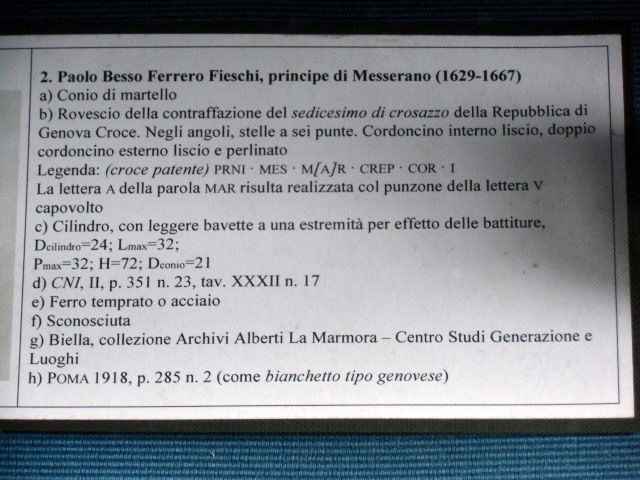 2. Paolo Besso Ferrero Fieschi, principe di Messerano (1629-1667)
a) Conio di martello
b) Rovescio della contraffazione del sedicesimo di crosazzo della Repubblica di
Genova Croce. Negli angoli, stelle a sei punte. Cordoncino interno liscio, doppio
cordoncino esterno liscio e perlinato
Legenda: (croce patente) PRNI · MES · M[A]R · CREP · COR · I
La lettera A della parola MAR risulta realizzata col punzone della lettera V
capovolto
c) Cilindro, con leggere bavette a una estremità per effetto delle battiture,
Dcilindro=24; Lmax=32;
Pmax=32; H=72; Dconio=21
d) CNI, II, p. 351 n. 23, tav. XXXII n. 17
e) Ferro temprato o acciaio
f) Sconosciuta
g) Biella, collezione Archivi Alberti La Marmora – Centro Studi Generazione e
Luoghi
h) POMA 1918, p. 285 n. 2 (come bianchetto tipo genovese)